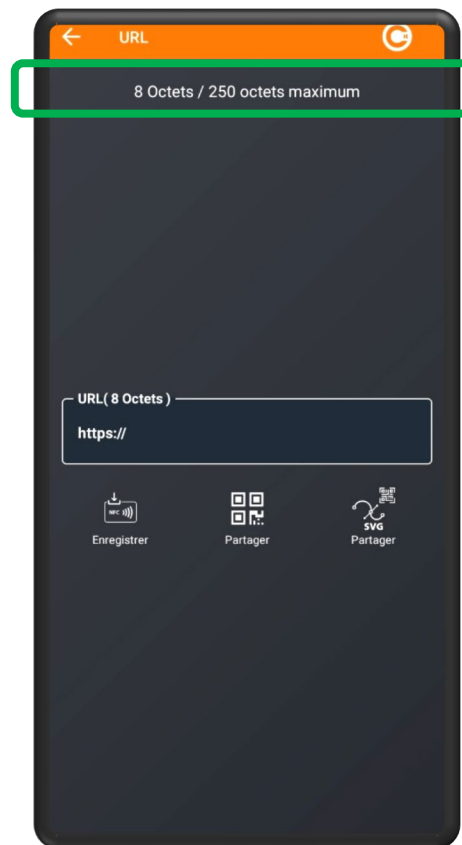 URL
8 Octets / 250 octets maximum
URL( 8 Octets )
https://
NFC
SVG
Enregistrer Partager Partager